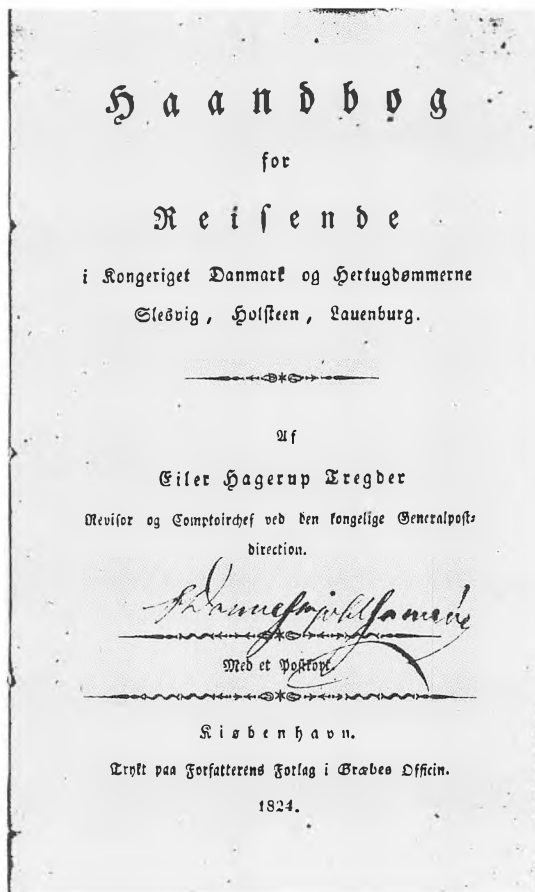 Haandbog
for
Reisende
i Kongeriget Danmark og Hertugdømmerne
Slesvig, Holsteen, Lauenburg.
Af
Eiler Hagerup Tregder
Revisor og Comptoirchef ved den kongelige Generalpost-
direction.
Med et Postkort.
Kiøbenhavn.
Trykt paa Forfatterens Forlag i Græbes Officin.
1824.